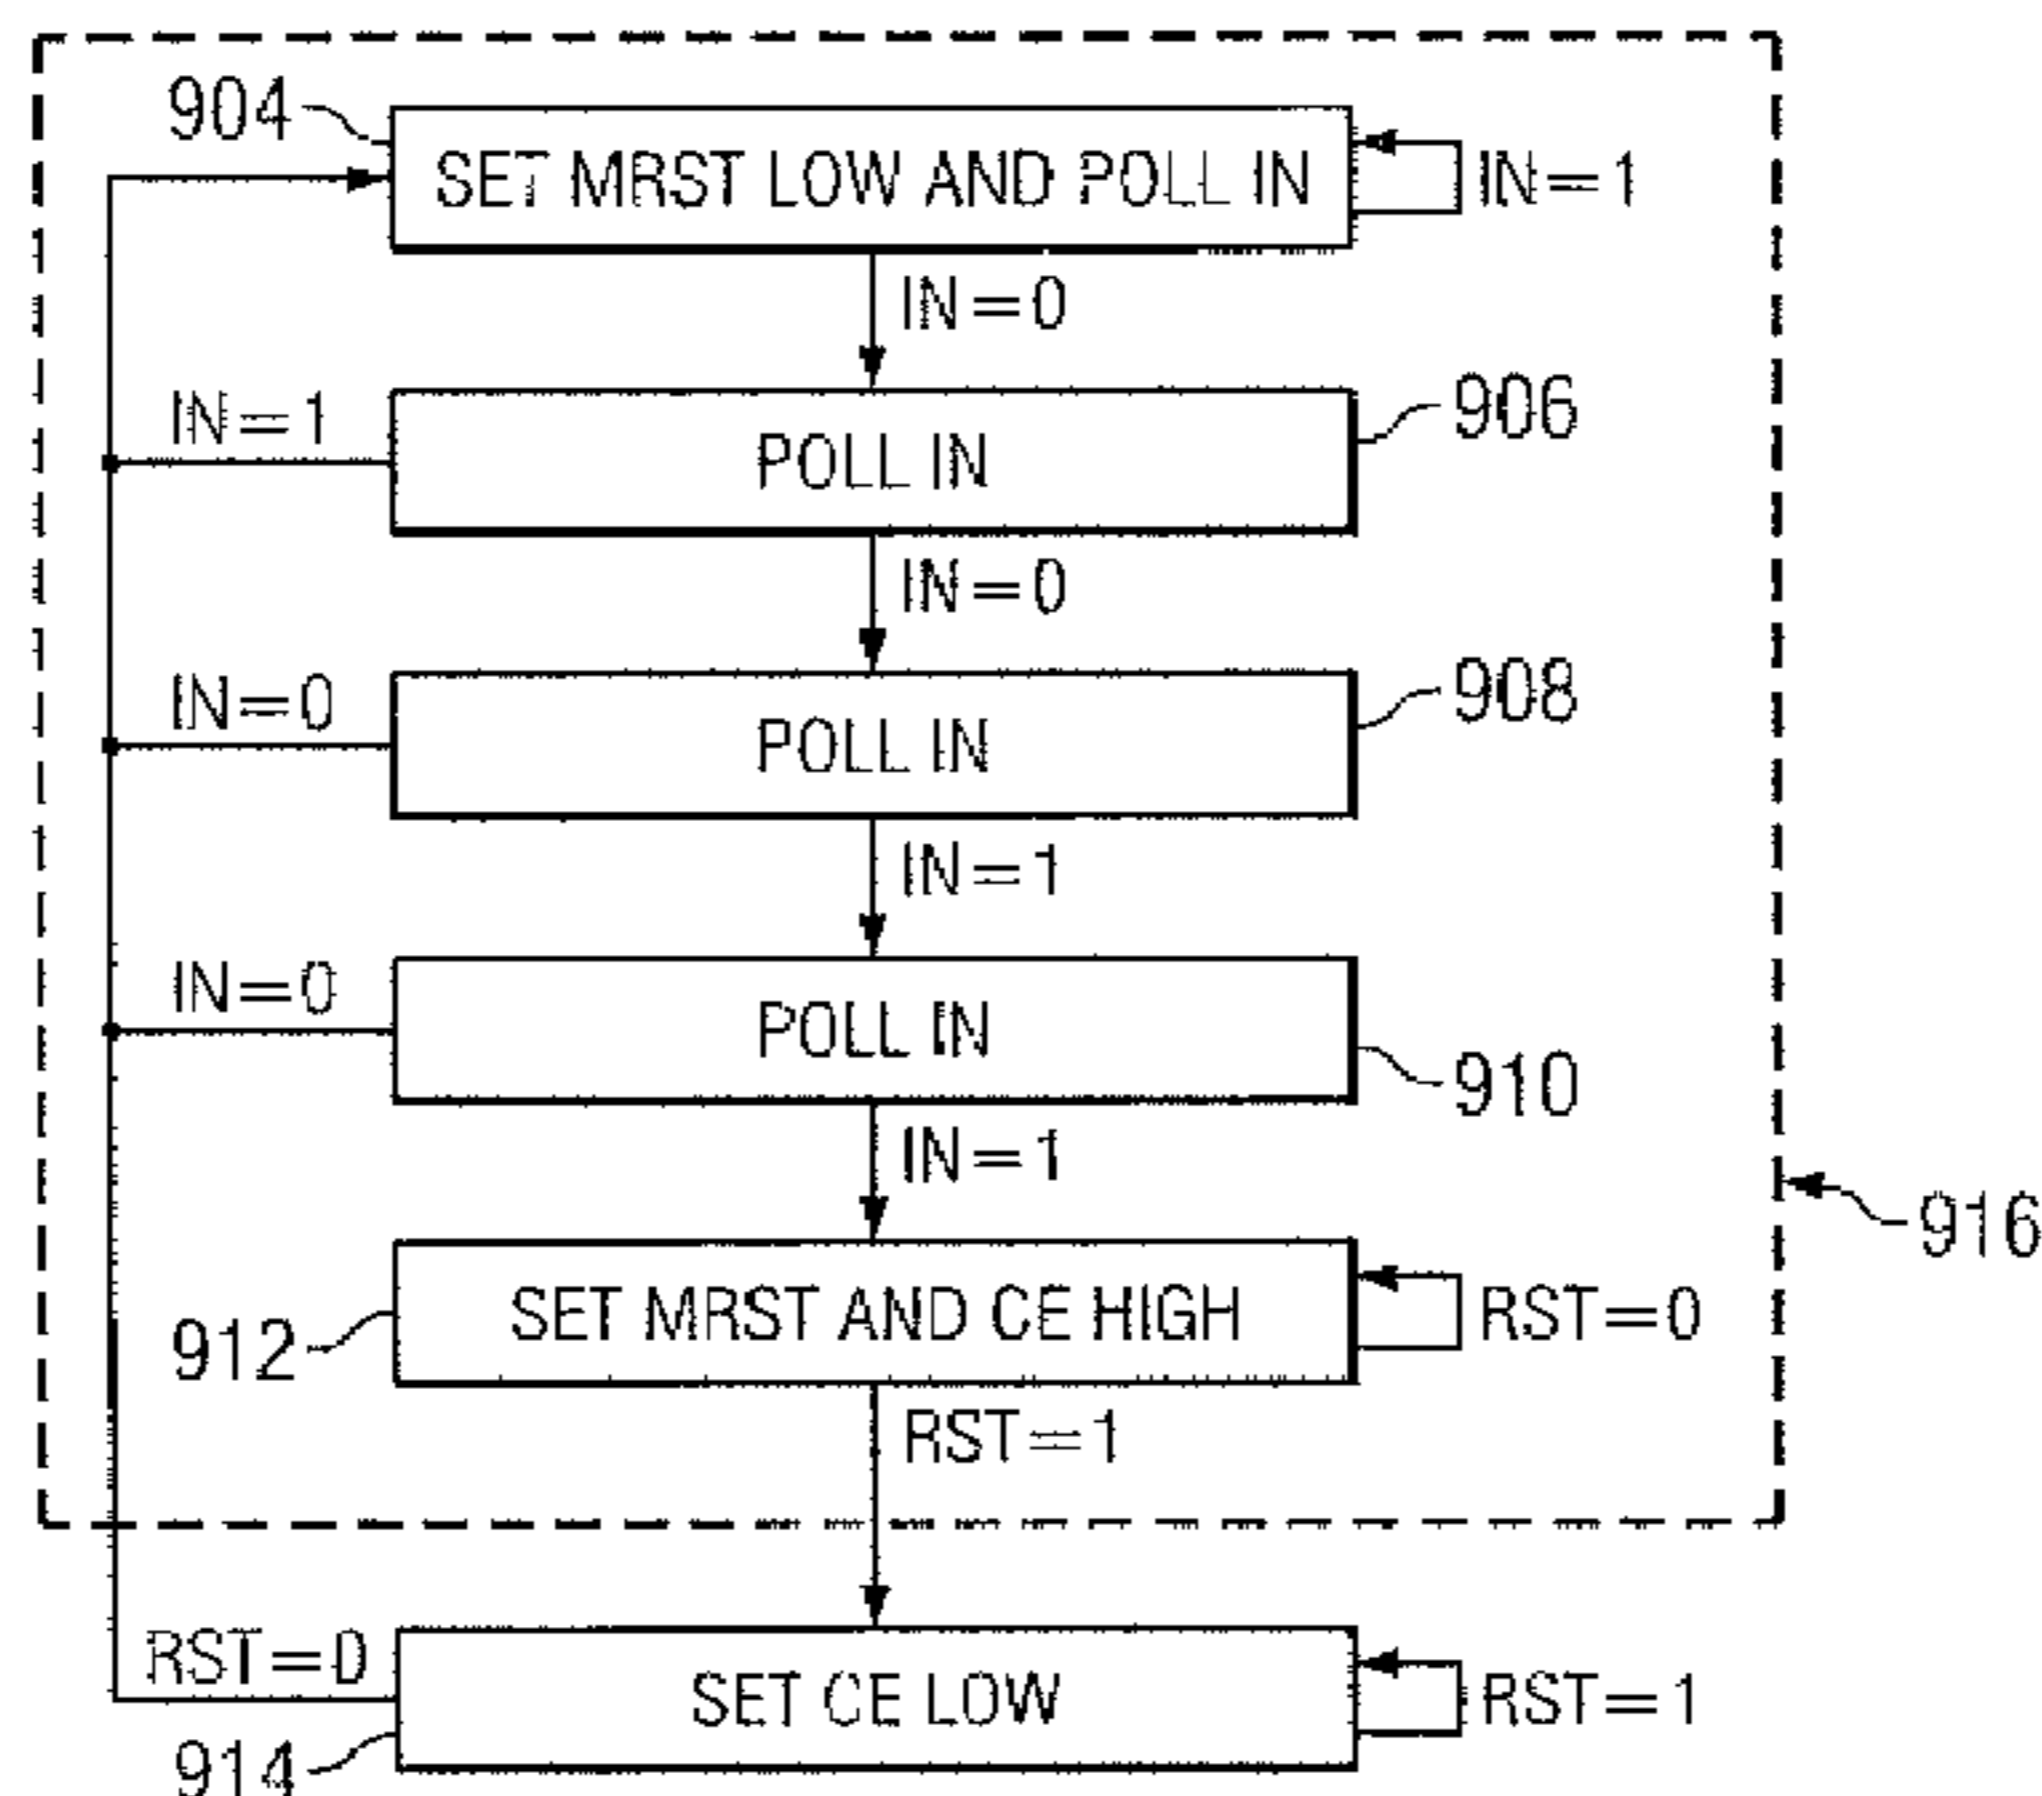 904
SET MRST LOW AND POLL IN
IN=1
IN=0
906
IN=1
POLL IN
IN=0
908
IN=0
POLL IN
IN=1
IN=0
POLL IN
910
IN=1
916
912
SET MRST AND CE HIGH
RST=0
RST=1
RST=0
SET CE LOW
RST=1
914